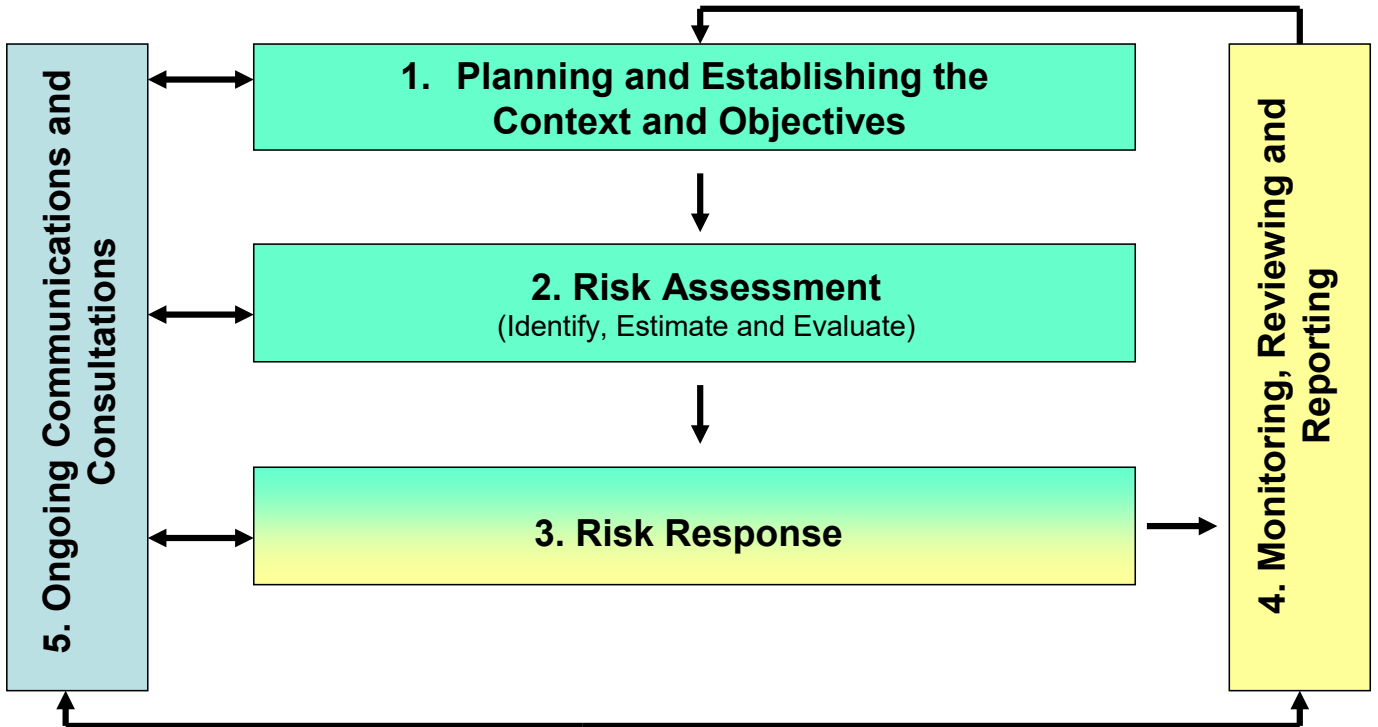 1. Planning and Establishing the
Context and Objectives
2. Risk Assessment
(Identify, Estimate and Evaluate)
3. Risk Response
4. Monitoring, Reviewing and
Reporting
5. Ongoing Communications and
Consultations